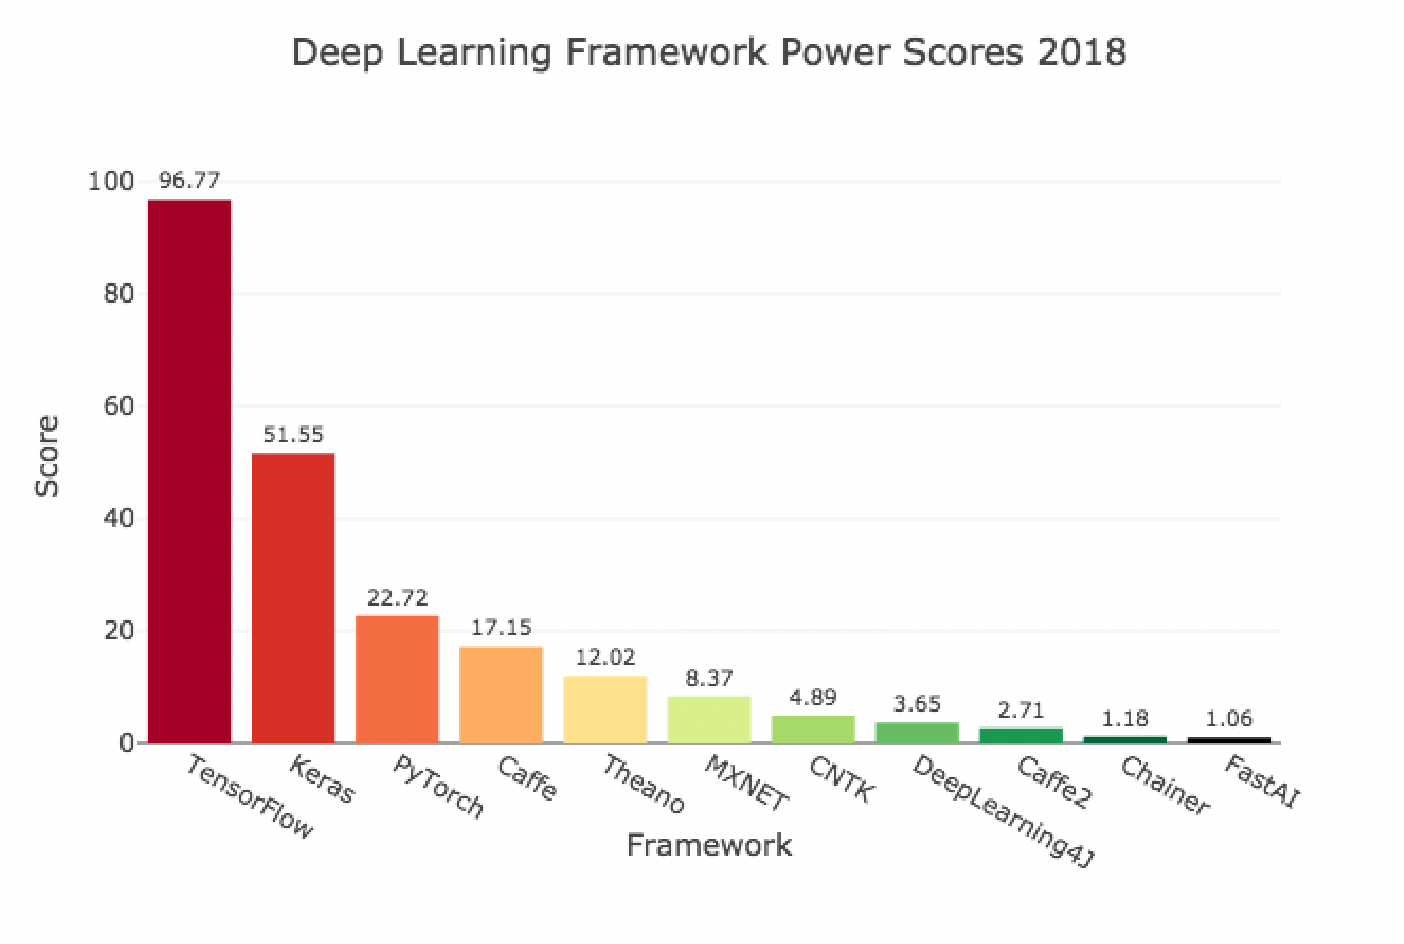 Deep Learning Framework Power Scores 2018
100
96.77
80
60
51.55
Score
40
22.72
20
17.15
12.02
8.37
4.89
3.65
2.71
1.18
1.06
0
TensorFlow
Keras
PyTorch
Caffe
Theano
MXNET
CNTK
DeepLearning4J
Caffe2
Chainer
FastAI
Framework